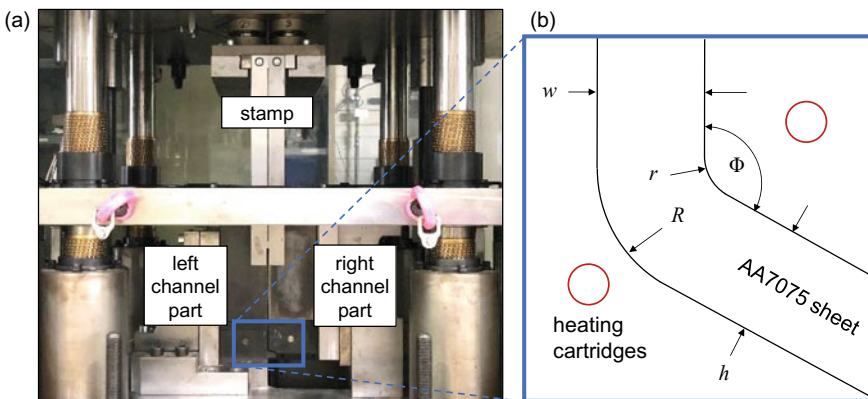 (a)
stamp
left
channel
part
right
channel
part
(b)
w
r
Φ
R
AA7075 sheet
heating
cartridges
h